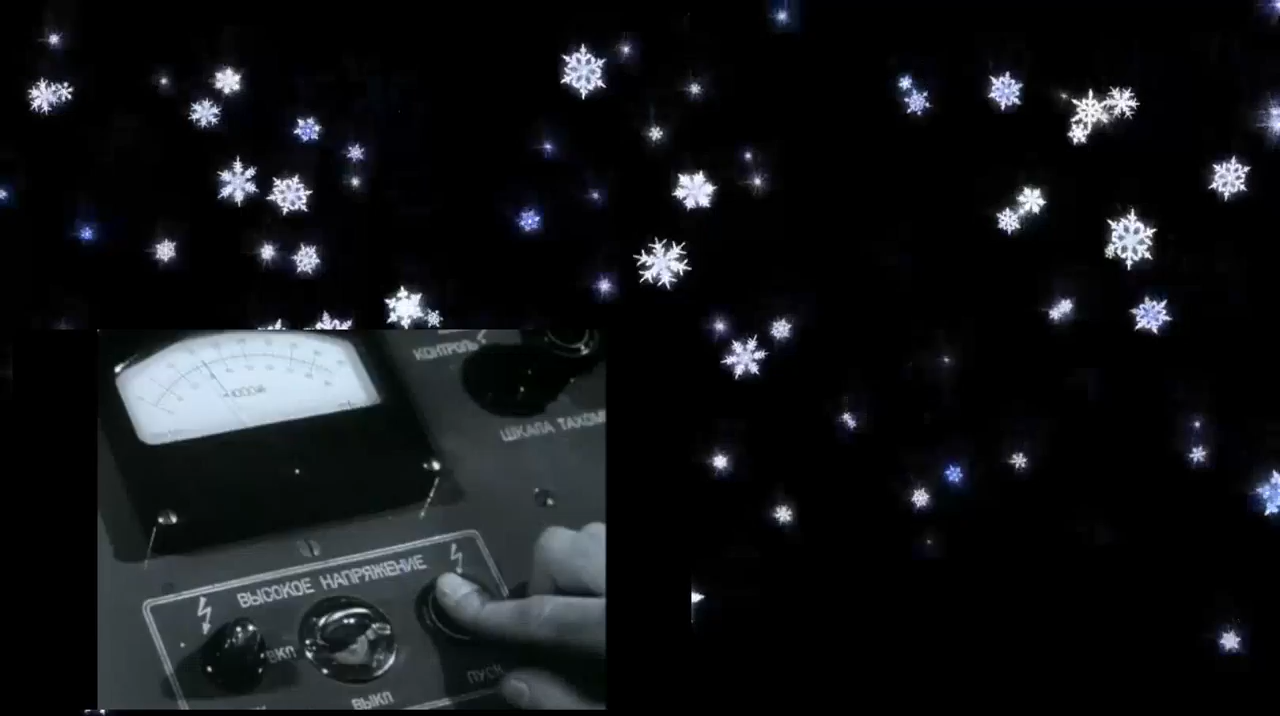 КОНТРОЛЬ
ШКАЛА ТАХОМ
ВЫСОКОЕ НАПРЯЖЕНИЕ
ВКЛ
ПУСК
ВЫКЛ